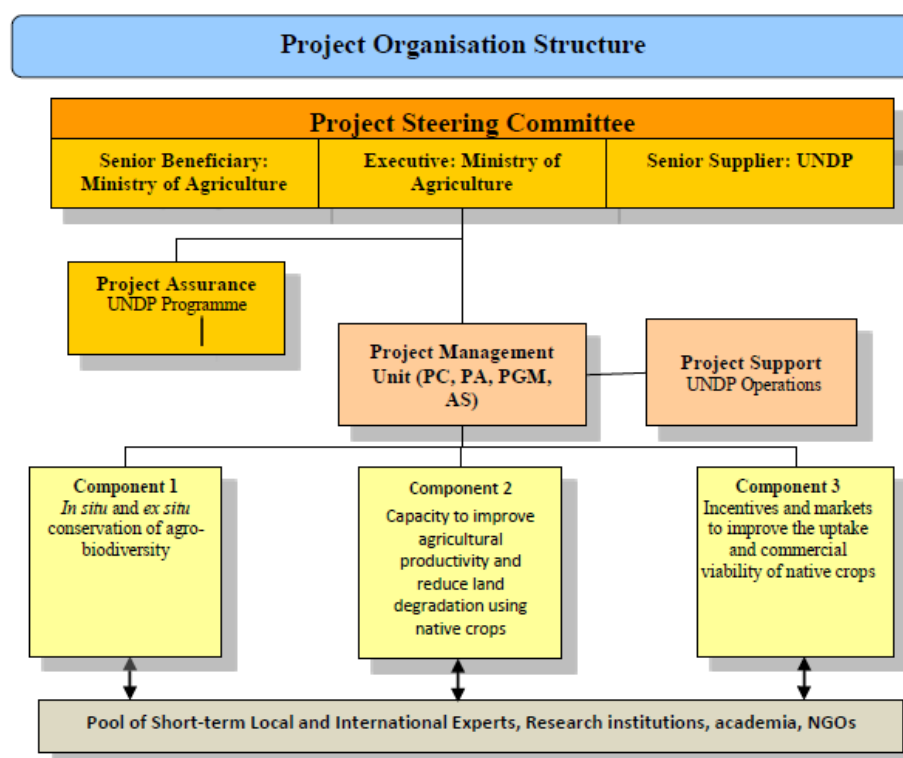 Project Organisation Structure
Project Steering Committee
Senior Beneficiary:
Ministry of Agriculture
Executive: Ministry of
Agriculture
Senior Supplier: UNDP
Project Assurance
UNDP Programme
Project Management
Unit (PC, PA, PGM,
AS)
Project Support
UNDP Operations
Component 1
In situ and ex situ
conservation of agro-
biodiversity
Component 2
Capacity to improve
agricultural
productivity and
reduce land
degradation using
native crops
Component 3
Incentives and markets
to improve the uptake
and commercial
viability of native crops
Pool of Short-term Local and International Experts, Research institutions, academia, NGOs